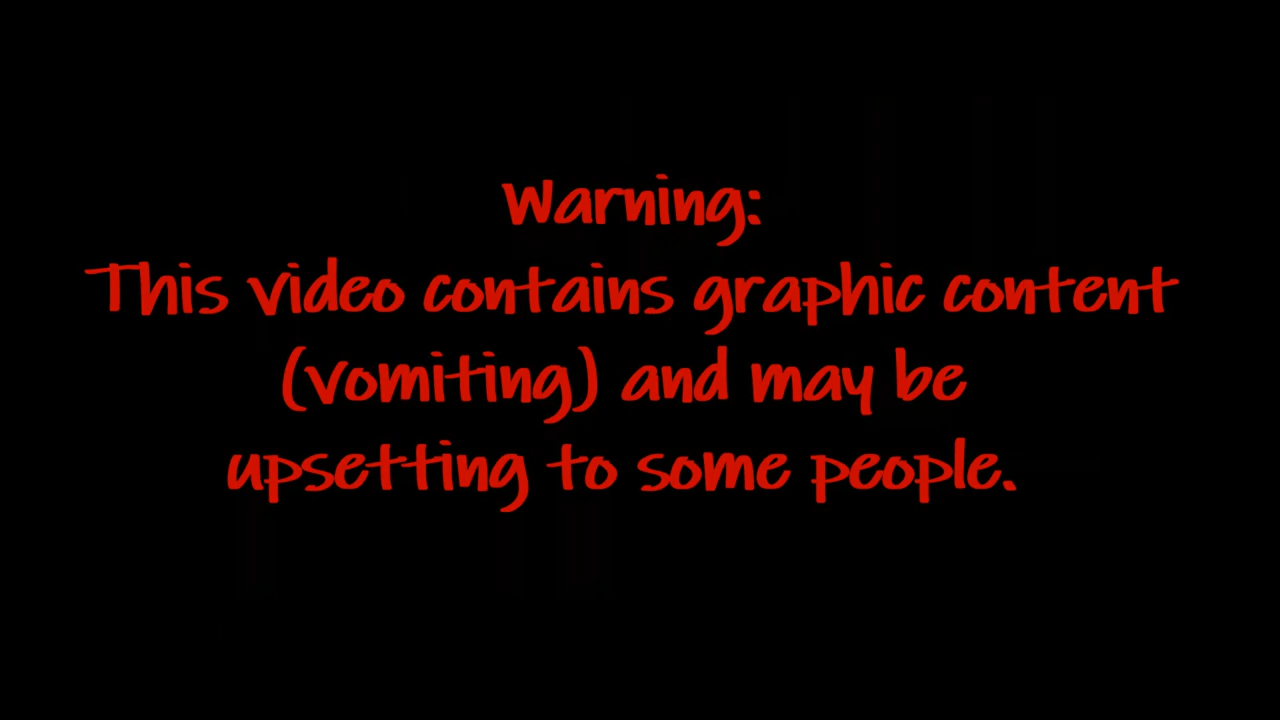 Warning:
This video contains graphic content
(vomiting) and may be
upsetting to some people.